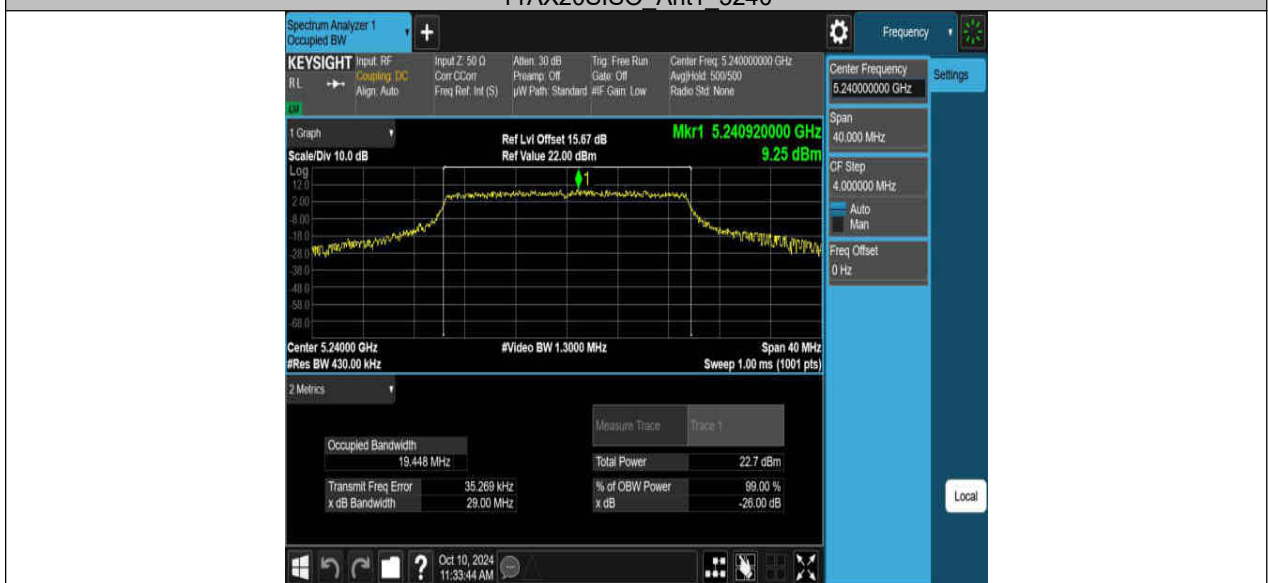 11AX20SISO_Ant1_5240
Spectrum Analyzer 1
Occupied BW
+
Frequency
KEYSIGHT
RL
Input: RF
Coupling: DC
Align: Auto
Input Z: 50 Ω
Corr CCorr
Freq Ref: Int (S)
Atten: 30 dB
Preamp: Off
µW Path: Standard
Trig: Free Run
Gate: Off
#IF Gain: Low
Center Freq: 5.240000000 GHz
Avg|Hold: 500/500
Radio Std: None
Center Frequency
5.240000000 GHz
Settings
Span
40.000 MHz
CF Step
4.000000 MHz
Auto
Man
Freq Offset
0 Hz
1 Graph
Scale/Div 10.0 dB
Ref Lvl Offset 15.67 dB
Ref Value 22.00 dBm
Mkr1 5.240920000 GHz
9.25 dBm
Log
12.0
2.00
-8.00
-18.0
-28.0
-38.0
-48.0
-58.0
-68.0
1
Center 5.24000 GHz
#Video BW 1.3000 MHz
Span 40 MHz
#Res BW 430.00 kHz
Sweep 1.00 ms (1001 pts)
2 Metrics
Measure Trace
Trace 1
Occupied Bandwidth
19.448 MHz
Total Power
22.7 dBm
Transmit Freq Error
35.269 kHz
% of OBW Power
99.00 %
x dB Bandwidth
29.00 MHz
x dB
-26.00 dB
Local
?
Oct 10, 2024
11:33:44 AM